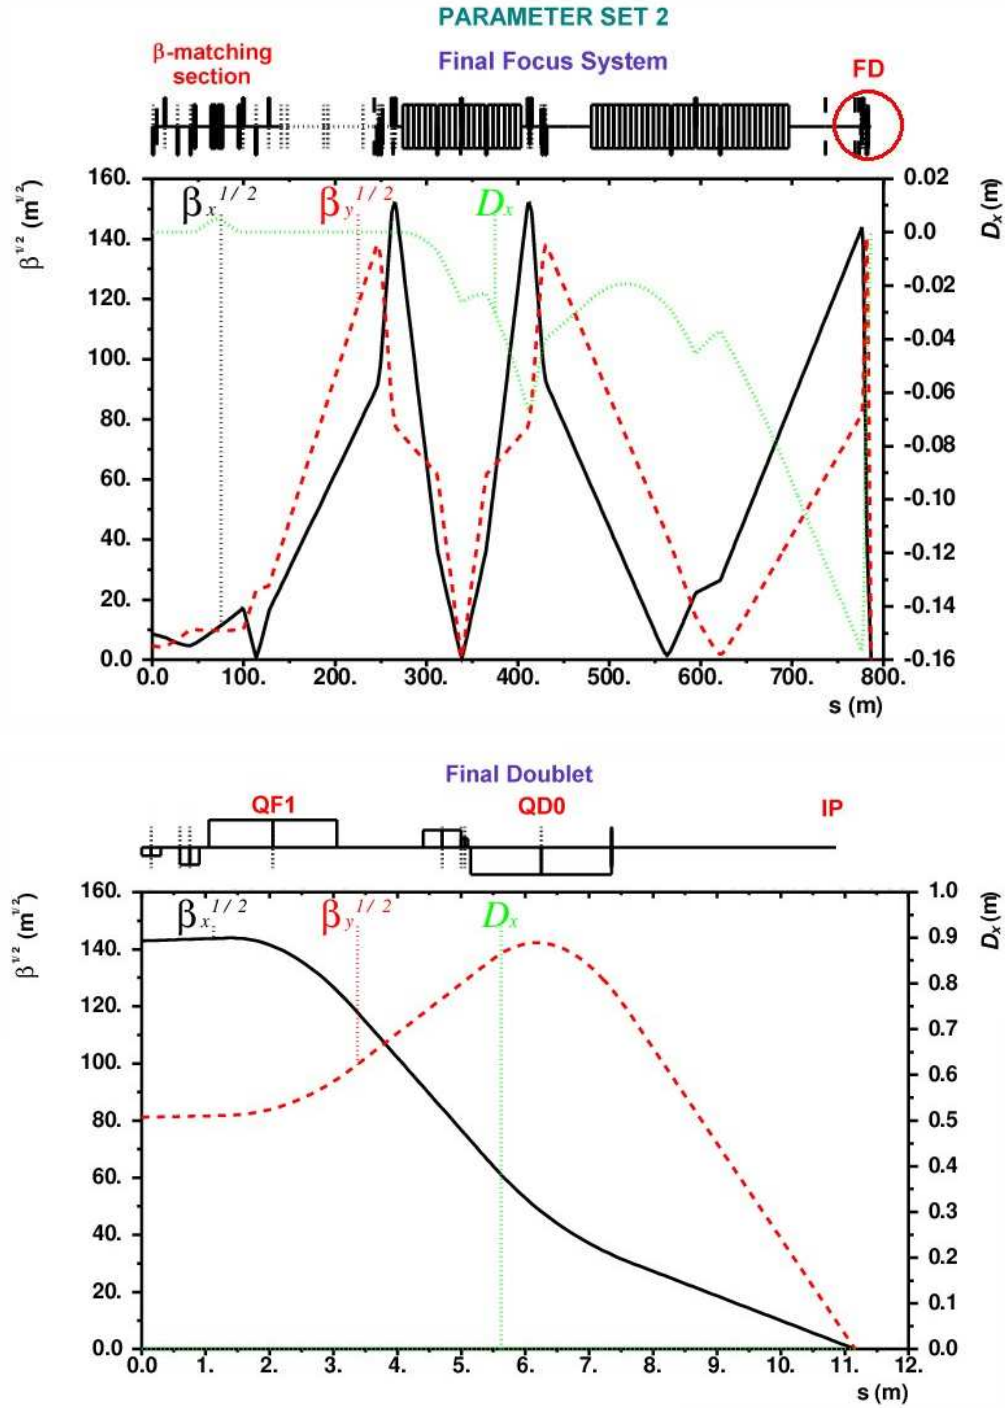 PARAMETER SET 2
β-matching section
Final Focus System
FD
β^1/2 (m^1/2)
160.
140.
120.
100.
80.
60.
40.
20.
0.0
βx^1/2
βy^1/2
Dx
0.02
0.0
-0.02
-0.04
-0.06
-0.08
-0.10
-0.12
-0.14
-0.16
Dx (m)
0.0 100. 200. 300. 400. 500. 600. 700. 800.
s (m)
Final Doublet
QF1 QD0 IP
β^1/2 (m^1/2)
160.
140.
120.
100.
80.
60.
40.
20.
0.0
βx^1/2
βy^1/2
Dx
1.0
0.9
0.8
0.7
0.6
0.5
0.4
0.3
0.2
0.1
0.0
Dx (m)
0.0 1. 2. 3. 4. 5. 6. 7. 8. 9. 10. 11. 12.
s (m)